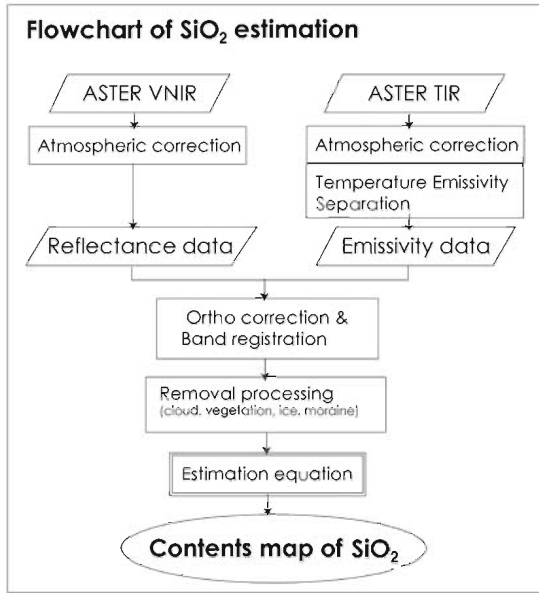 Flowchart of SiO₂ estimation
ASTER VNIR
Atmospheric correction
Reflectance data
ASTER TIR
Atmospheric correction
Temperature Emissivity
Separation
Emissivity data
Ortho correction &
Band registration
Removal processing
(cloud, vegetation, ice, moraine)
Estimation equation
Contents map of SiO₂